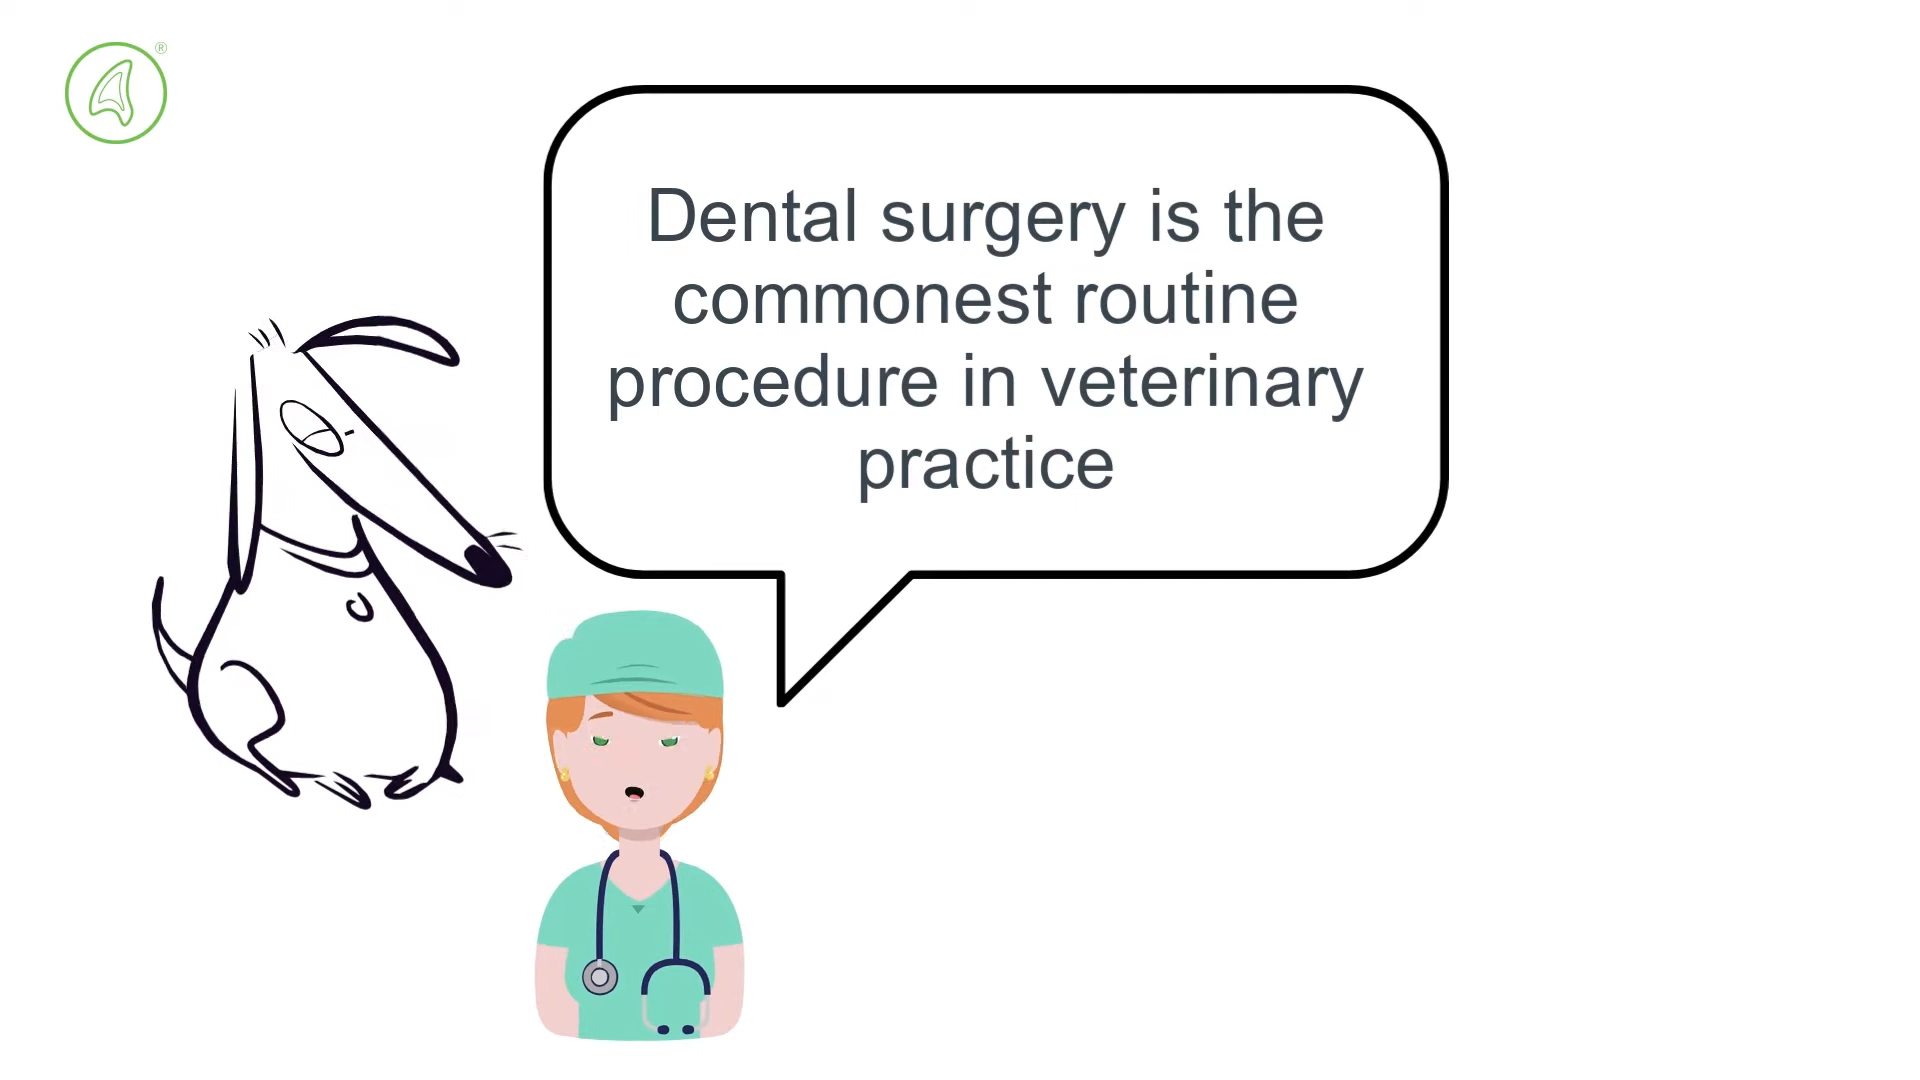 ®
Dental surgery is the
commonest routine
procedure in veterinary
practice